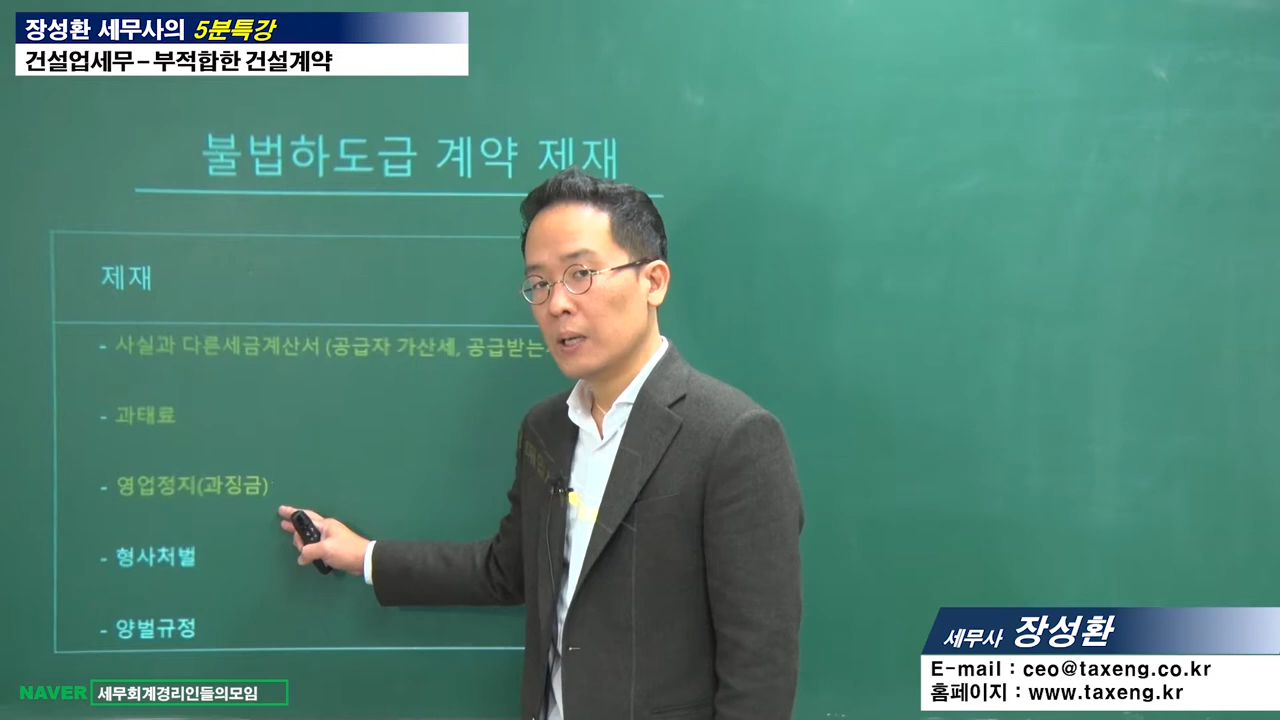 장성환 세무사의 5분특강
건설업세무-부적합한 건설계약
불법하도급 계약 제재
제재
- 사실과 다른세금계산서 (공급자 가산세, 공급받는
- 과태료
- 영업정지(과징금)
- 형사처벌
- 양벌규정
세무사 장성환
E-mail : ceo@taxeng.co.kr
홈페이지 : www.taxeng.kr
NAVER 세무회계경리인들의모임